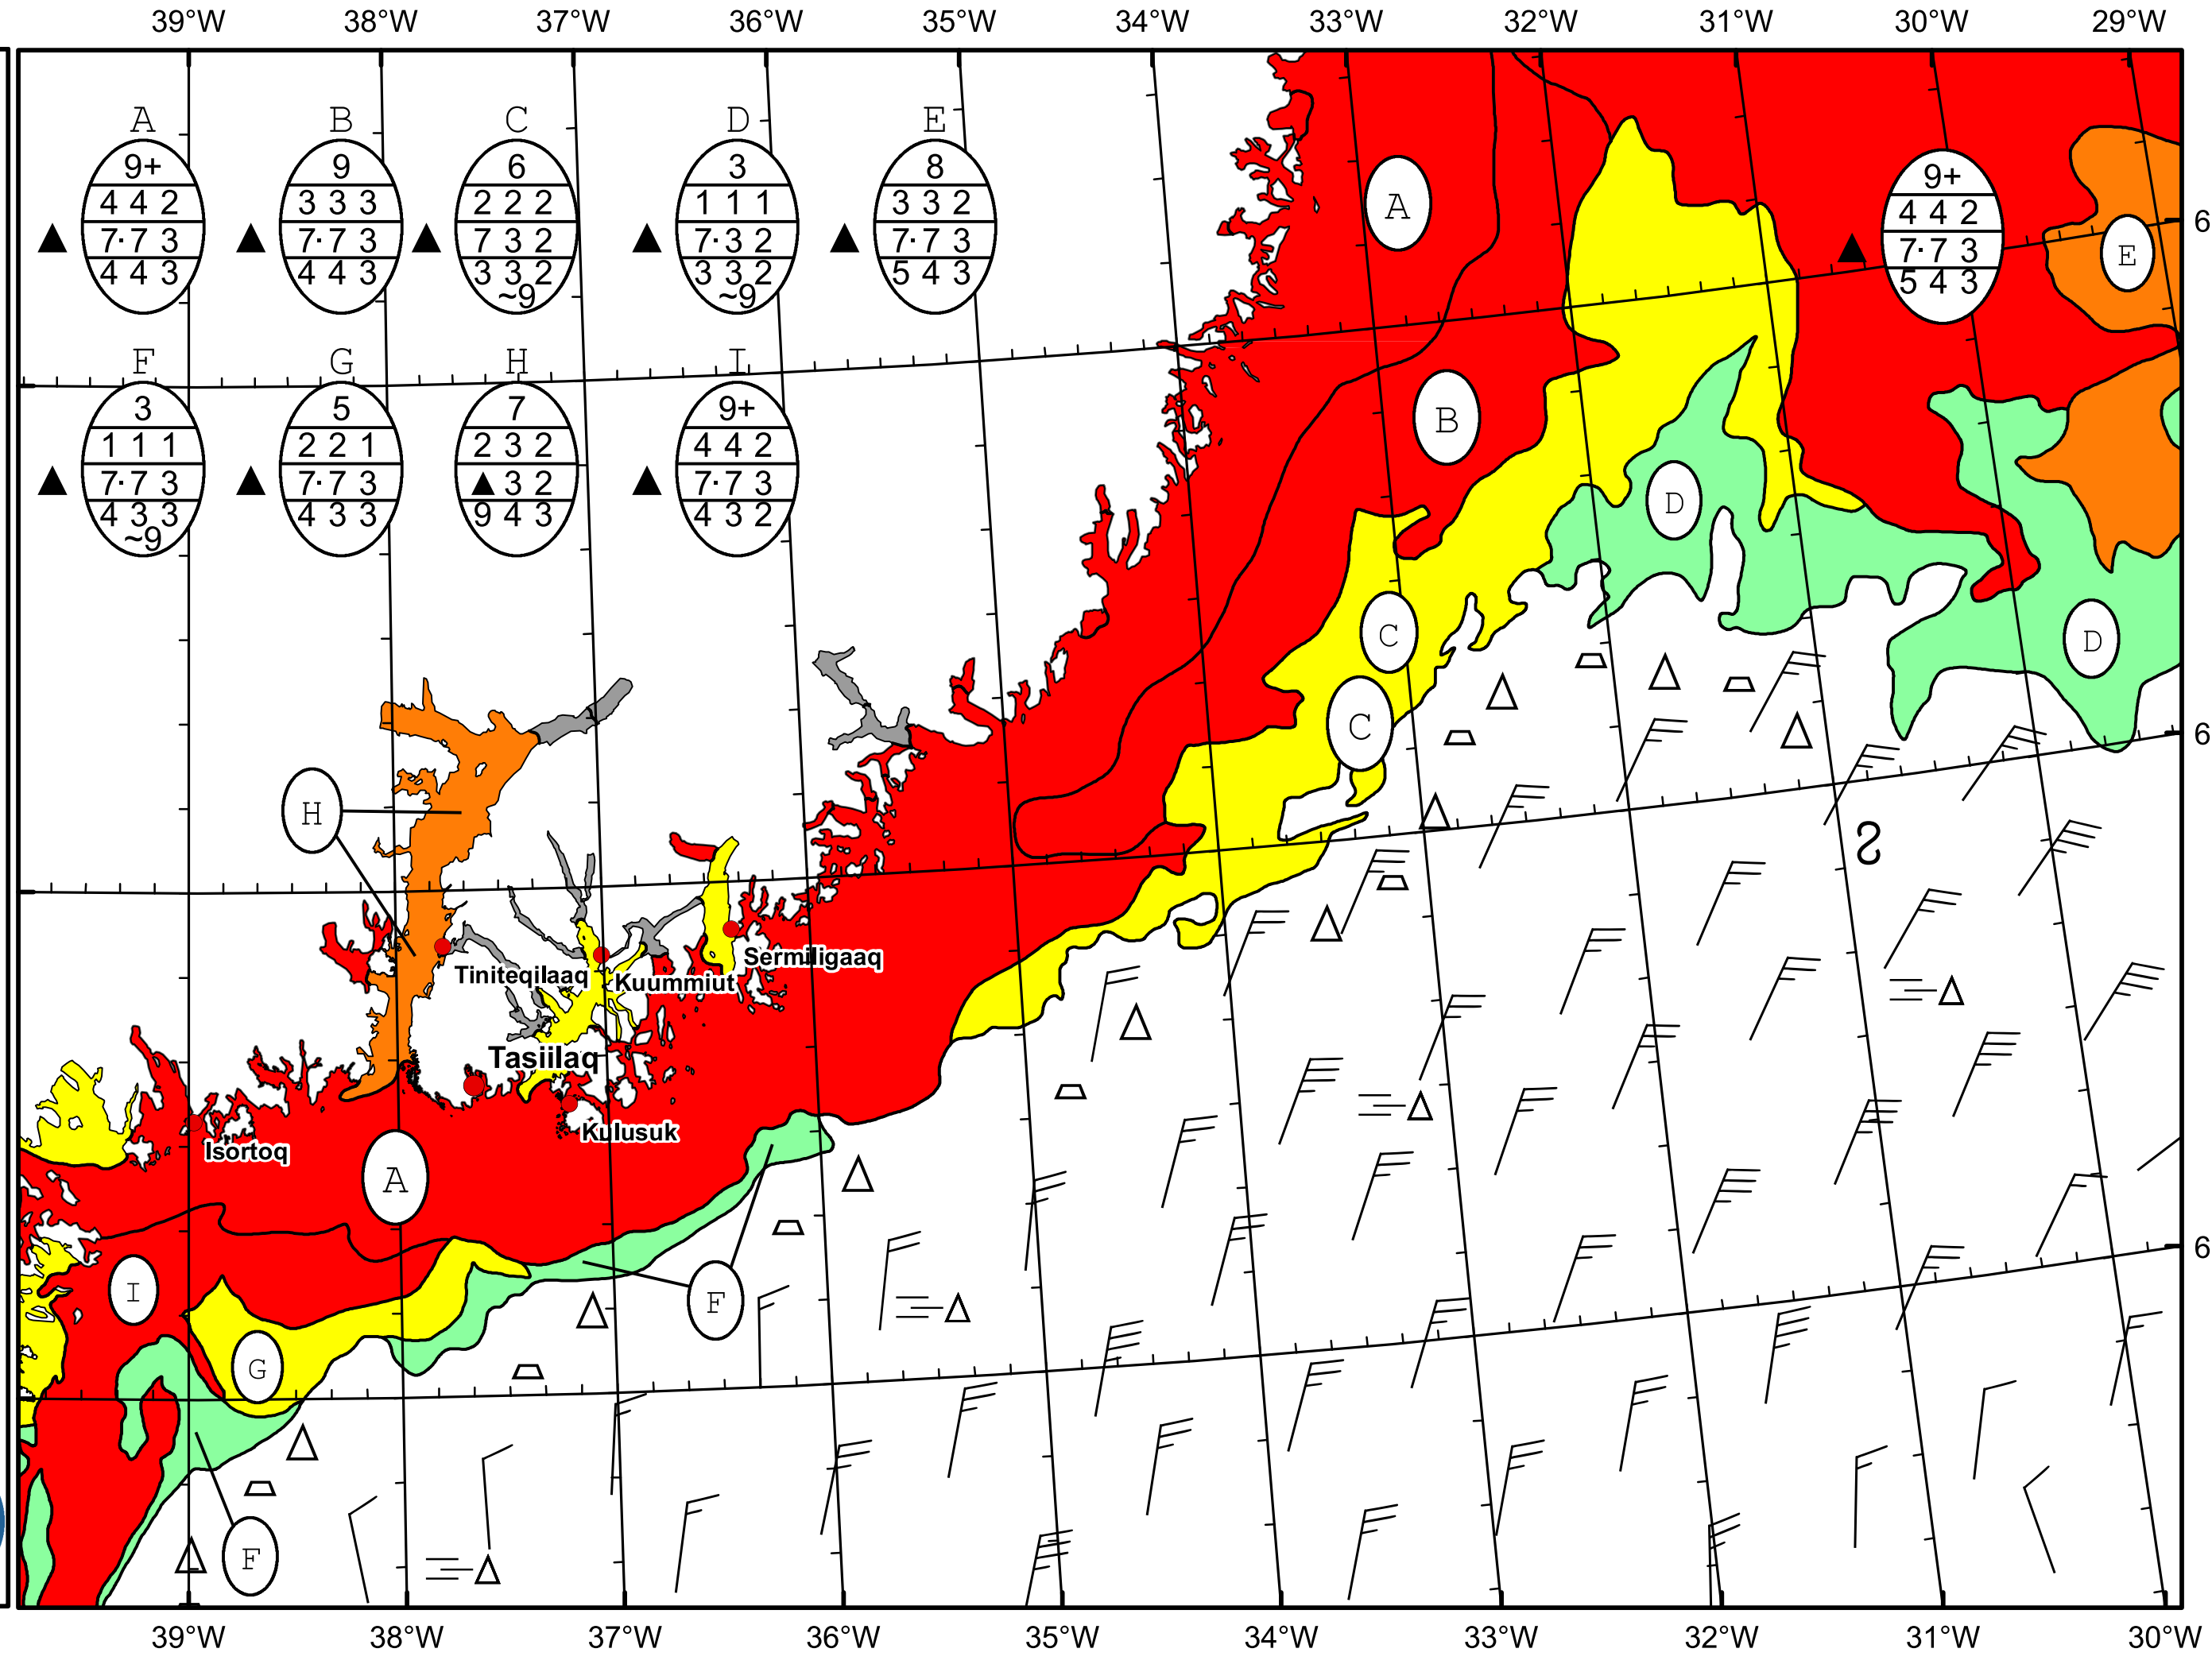 39°W 38°W 37°W 36°W 35°W 34°W 33°W 32°W 31°W 30°W 29°W
A B C D E
9+ 9 6 3 8 9+
4 4 2 3 3 3 2 2 2 1 1 1 3 3 2 4 4 2
7· 7 3 7· 7 3 7 3 2 7· 3 2 7· 7 3 7· 7 3
4 4 3 4 4 3 3 3 2 3 3 2 5 4 3 5 4 3
~9 ~9
A
E
6
F G H I
3 5 7 9+
1 1 1 2 2 1 2 3 2 4 4 2
7· 7 3 7· 7 3 ▲ 3 2 7· 7 3
4 3 3 4 3 3 9 4 3 4 3 2
~9
B
D
C
D
C
6
H
Sermiligaaq
Tiniteqilaaq
Kuummiut
Tasiilaq
Kulusuk
Isortoq
A
6
I
F
G
F
39°W 38°W 37°W 36°W 35°W 34°W 33°W 32°W 31°W 30°W